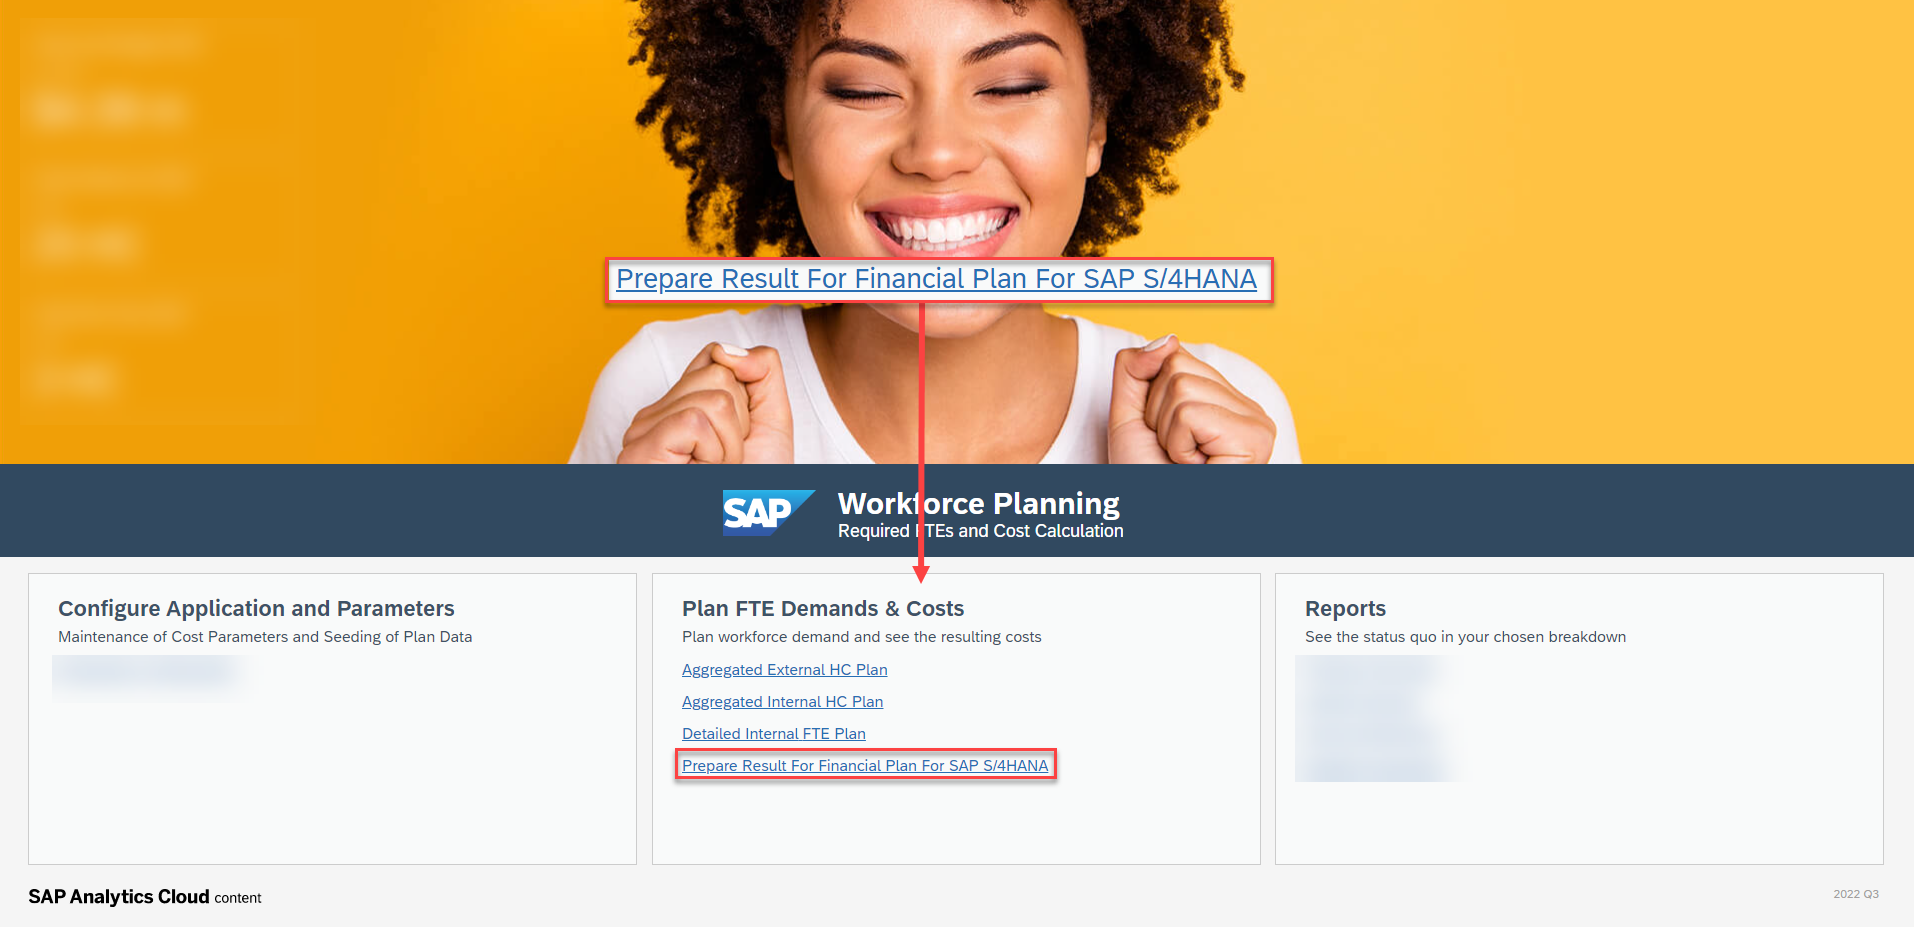 Prepare Result For Financial Plan For SAP S/4HANA
SAP
Workforce Planning
Required FTEs and Cost Calculation
Configure Application and Parameters
Maintenance of Cost Parameters and Seeding of Plan Data
Plan FTE Demands & Costs
Plan workforce demand and see the resulting costs
Aggregated External HC Plan
Aggregated Internal HC Plan
Detailed Internal FTE Plan
Prepare Result For Financial Plan For SAP S/4HANA
Reports
See the status quo in your chosen breakdown
SAP Analytics Cloud content
2022 Q3